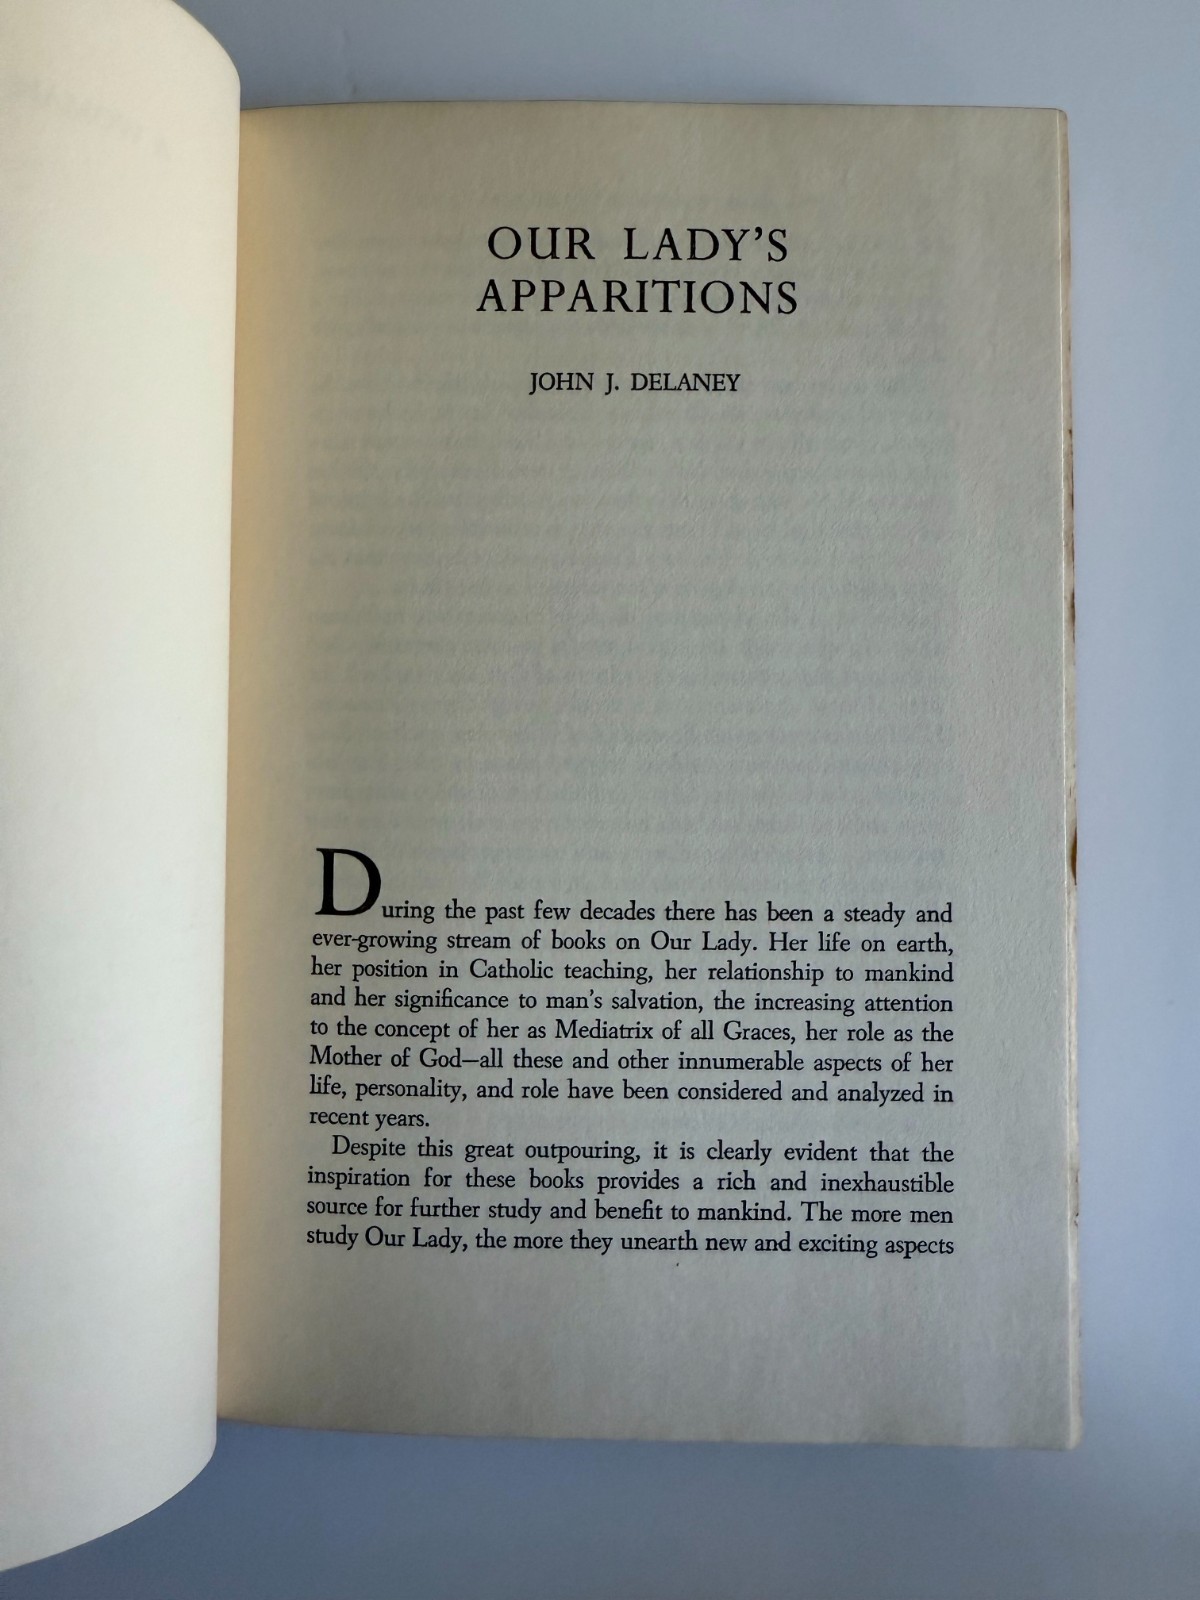 OUR LADY'S
APPARITIONS
JOHN J. DELANEY
During the past few decades there has been a steady and
ever-growing stream of books on Our Lady. Her life on earth,
her position in Catholic teaching, her relationship to mankind
and her significance to man's salvation, the increasing attention
to the concept of her as Mediatrix of all Graces, her role as the
Mother of God—all these and other innumerable aspects of her
life, personality, and role have been considered and analyzed in
recent years.
Despite this great outpouring, it is clearly evident that the
inspiration for these books provides a rich and inexhaustible
source for further study and benefit to mankind. The more men
study Our Lady, the more they unearth new and exciting aspects